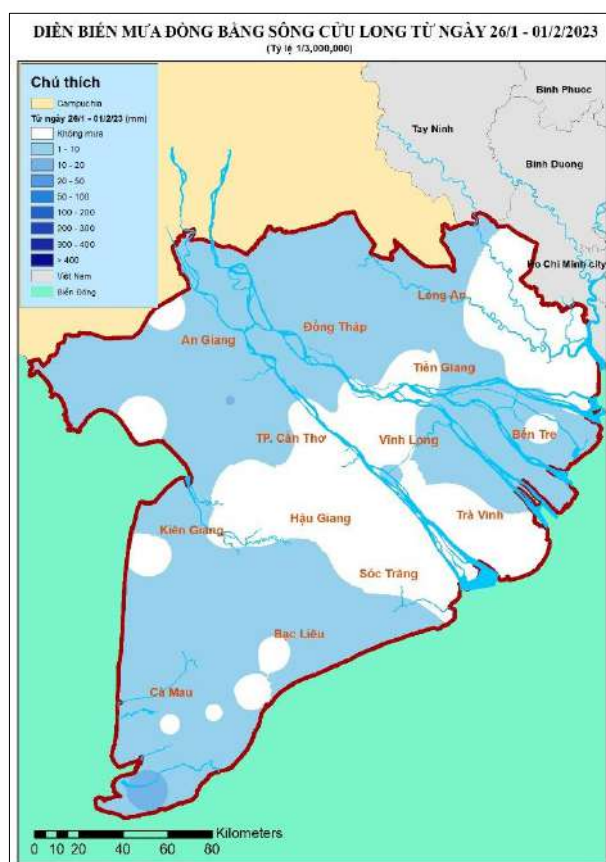 DIỄN BIẾN MƯA ĐỒNG BẰNG SÔNG CỬU LONG TỪ NGÀY 26/1 - 01/2/2023
(Tỷ lệ 1/3,000,000)
Chú thích
Campuchia
Từ ngày 26/1 - 01/2/23 (mm)
Không mưa
1 - 10
10 - 20
20 - 50
50 - 100
100 - 200
200 - 300
300 - 400
> 400
Việt Nam
Biển Đông
Binh Phuoc
Tay Ninh
Binh Duong
Ho Chi Minh city
Long An
Đồng Tháp
An Giang
Tiền Giang
Bến Tre
TP. Cần Thơ
Vĩnh Long
Trà Vinh
Hậu Giang
Kiên Giang
Sóc Trăng
Bạc Liêu
Cà Mau
Kilometers
0 10 20 40 60 80